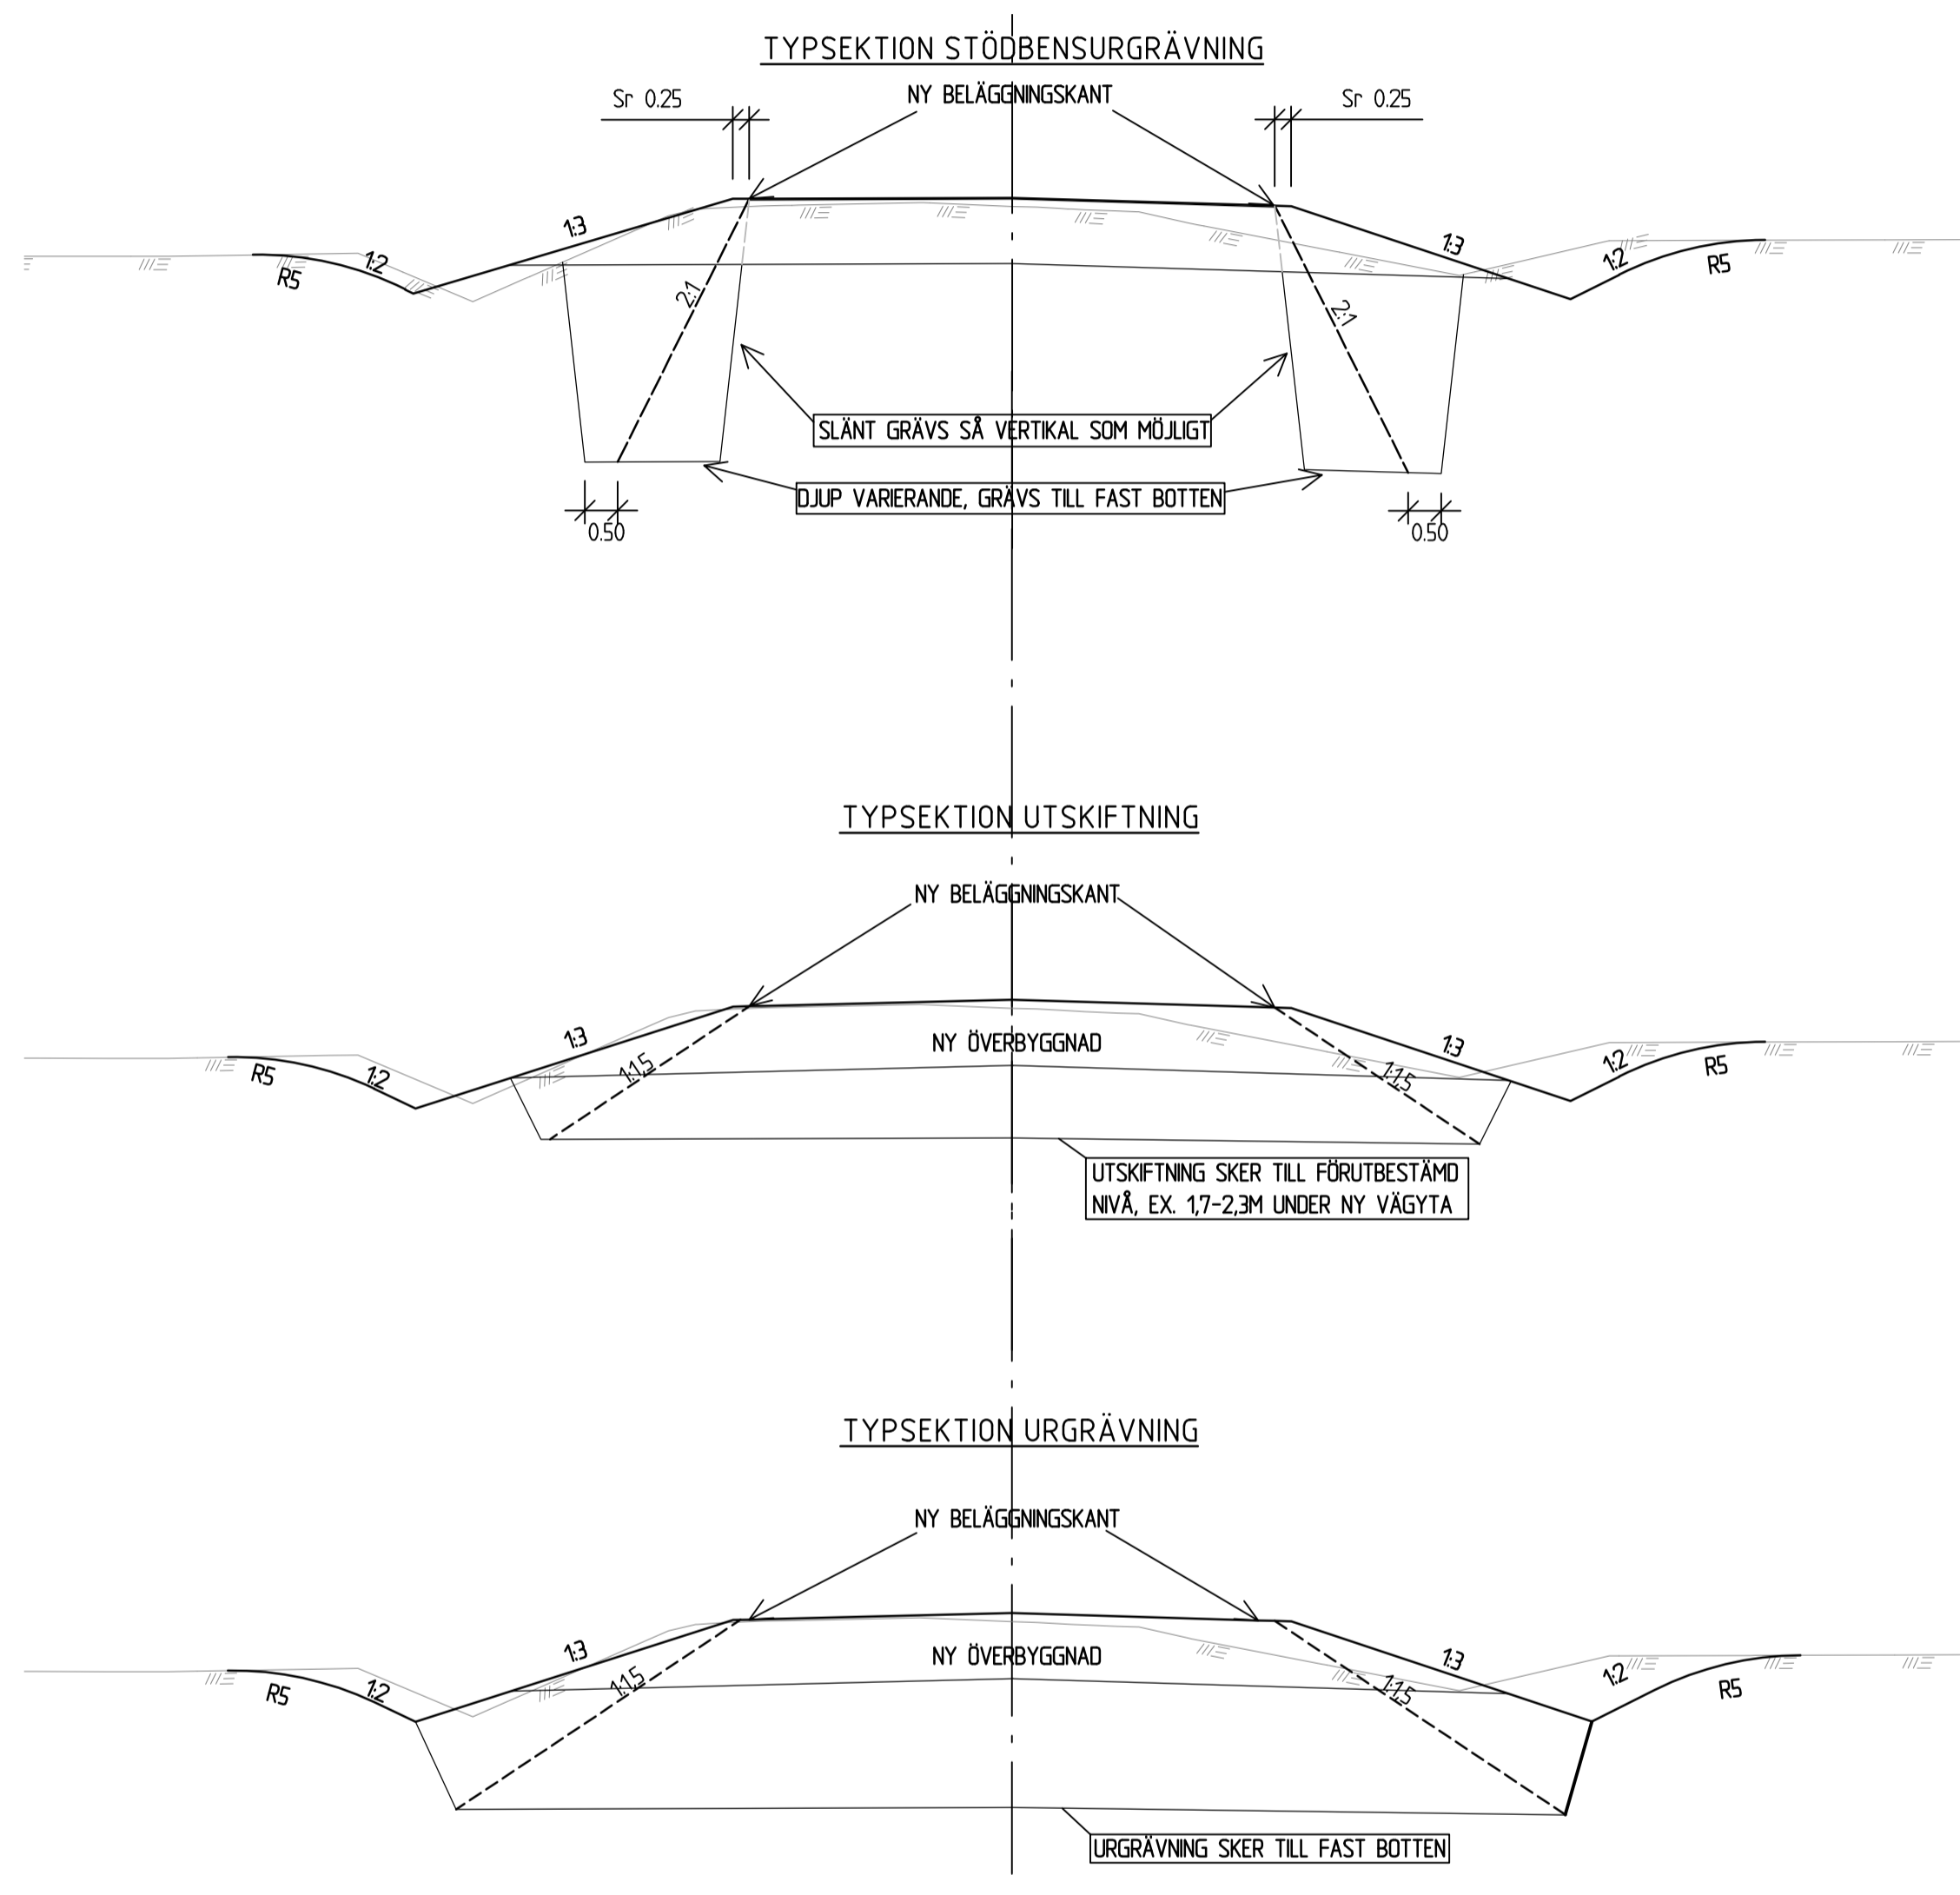 TYPSEKTION STÖDBENSURGRÄVNING
Sr 0.25
NY BELÄGGNINGSKANT
Sr 0.25
1:3
1:3
1:2
1:2
R5
R5
2:1
2:1
SLÄNT GRÄVS SÅ VERTIKAL SOM MÖJLIGT
DJUP VARIERANDE, GRÄVS TILL FAST BOTTEN
0.50
0.50
TYPSEKTION UTSKIFTNING
NY BELÄGGNINGSKANT
1:3
NY ÖVERBYGGNAD
1:3
R5
1:2
1:1,5
1:1,5
1:2
R5
UTSKIFTNING SKER TILL FÖRUTBESTÄMD
NIVÅ, EX. 1,7-2,3M UNDER NY VÄGYTA
TYPSEKTION URGRÄVNING
NY BELÄGGNINGSKANT
1:3
NY ÖVERBYGGNAD
1:3
R5
1:2
1:1,5
1:1,5
1:2
R5
URGRÄVNING SKER TILL FAST BOTTEN